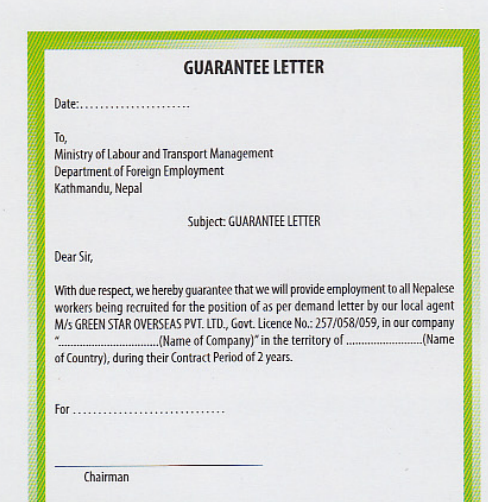 GUARANTEE LETTER
Date:......................
To,
Ministry of Labour and Transport Management
Department of Foreign Employment
Kathmandu, Nepal
Subject: GUARANTEE LETTER
Dear Sir,
With due respect, we hereby guarantee that we will provide employment to all Nepalese
workers being recruited for the position of as per demand letter by our local agent
M/s GREEN STAR OVERSEAS PVT. LTD., Govt. Licence No.: 257/058/059, in our company
".................................(Name of Company)" in the territory of .........................(Name
of Country), during their Contract Period of 2 years.
For ..............................
Chairman